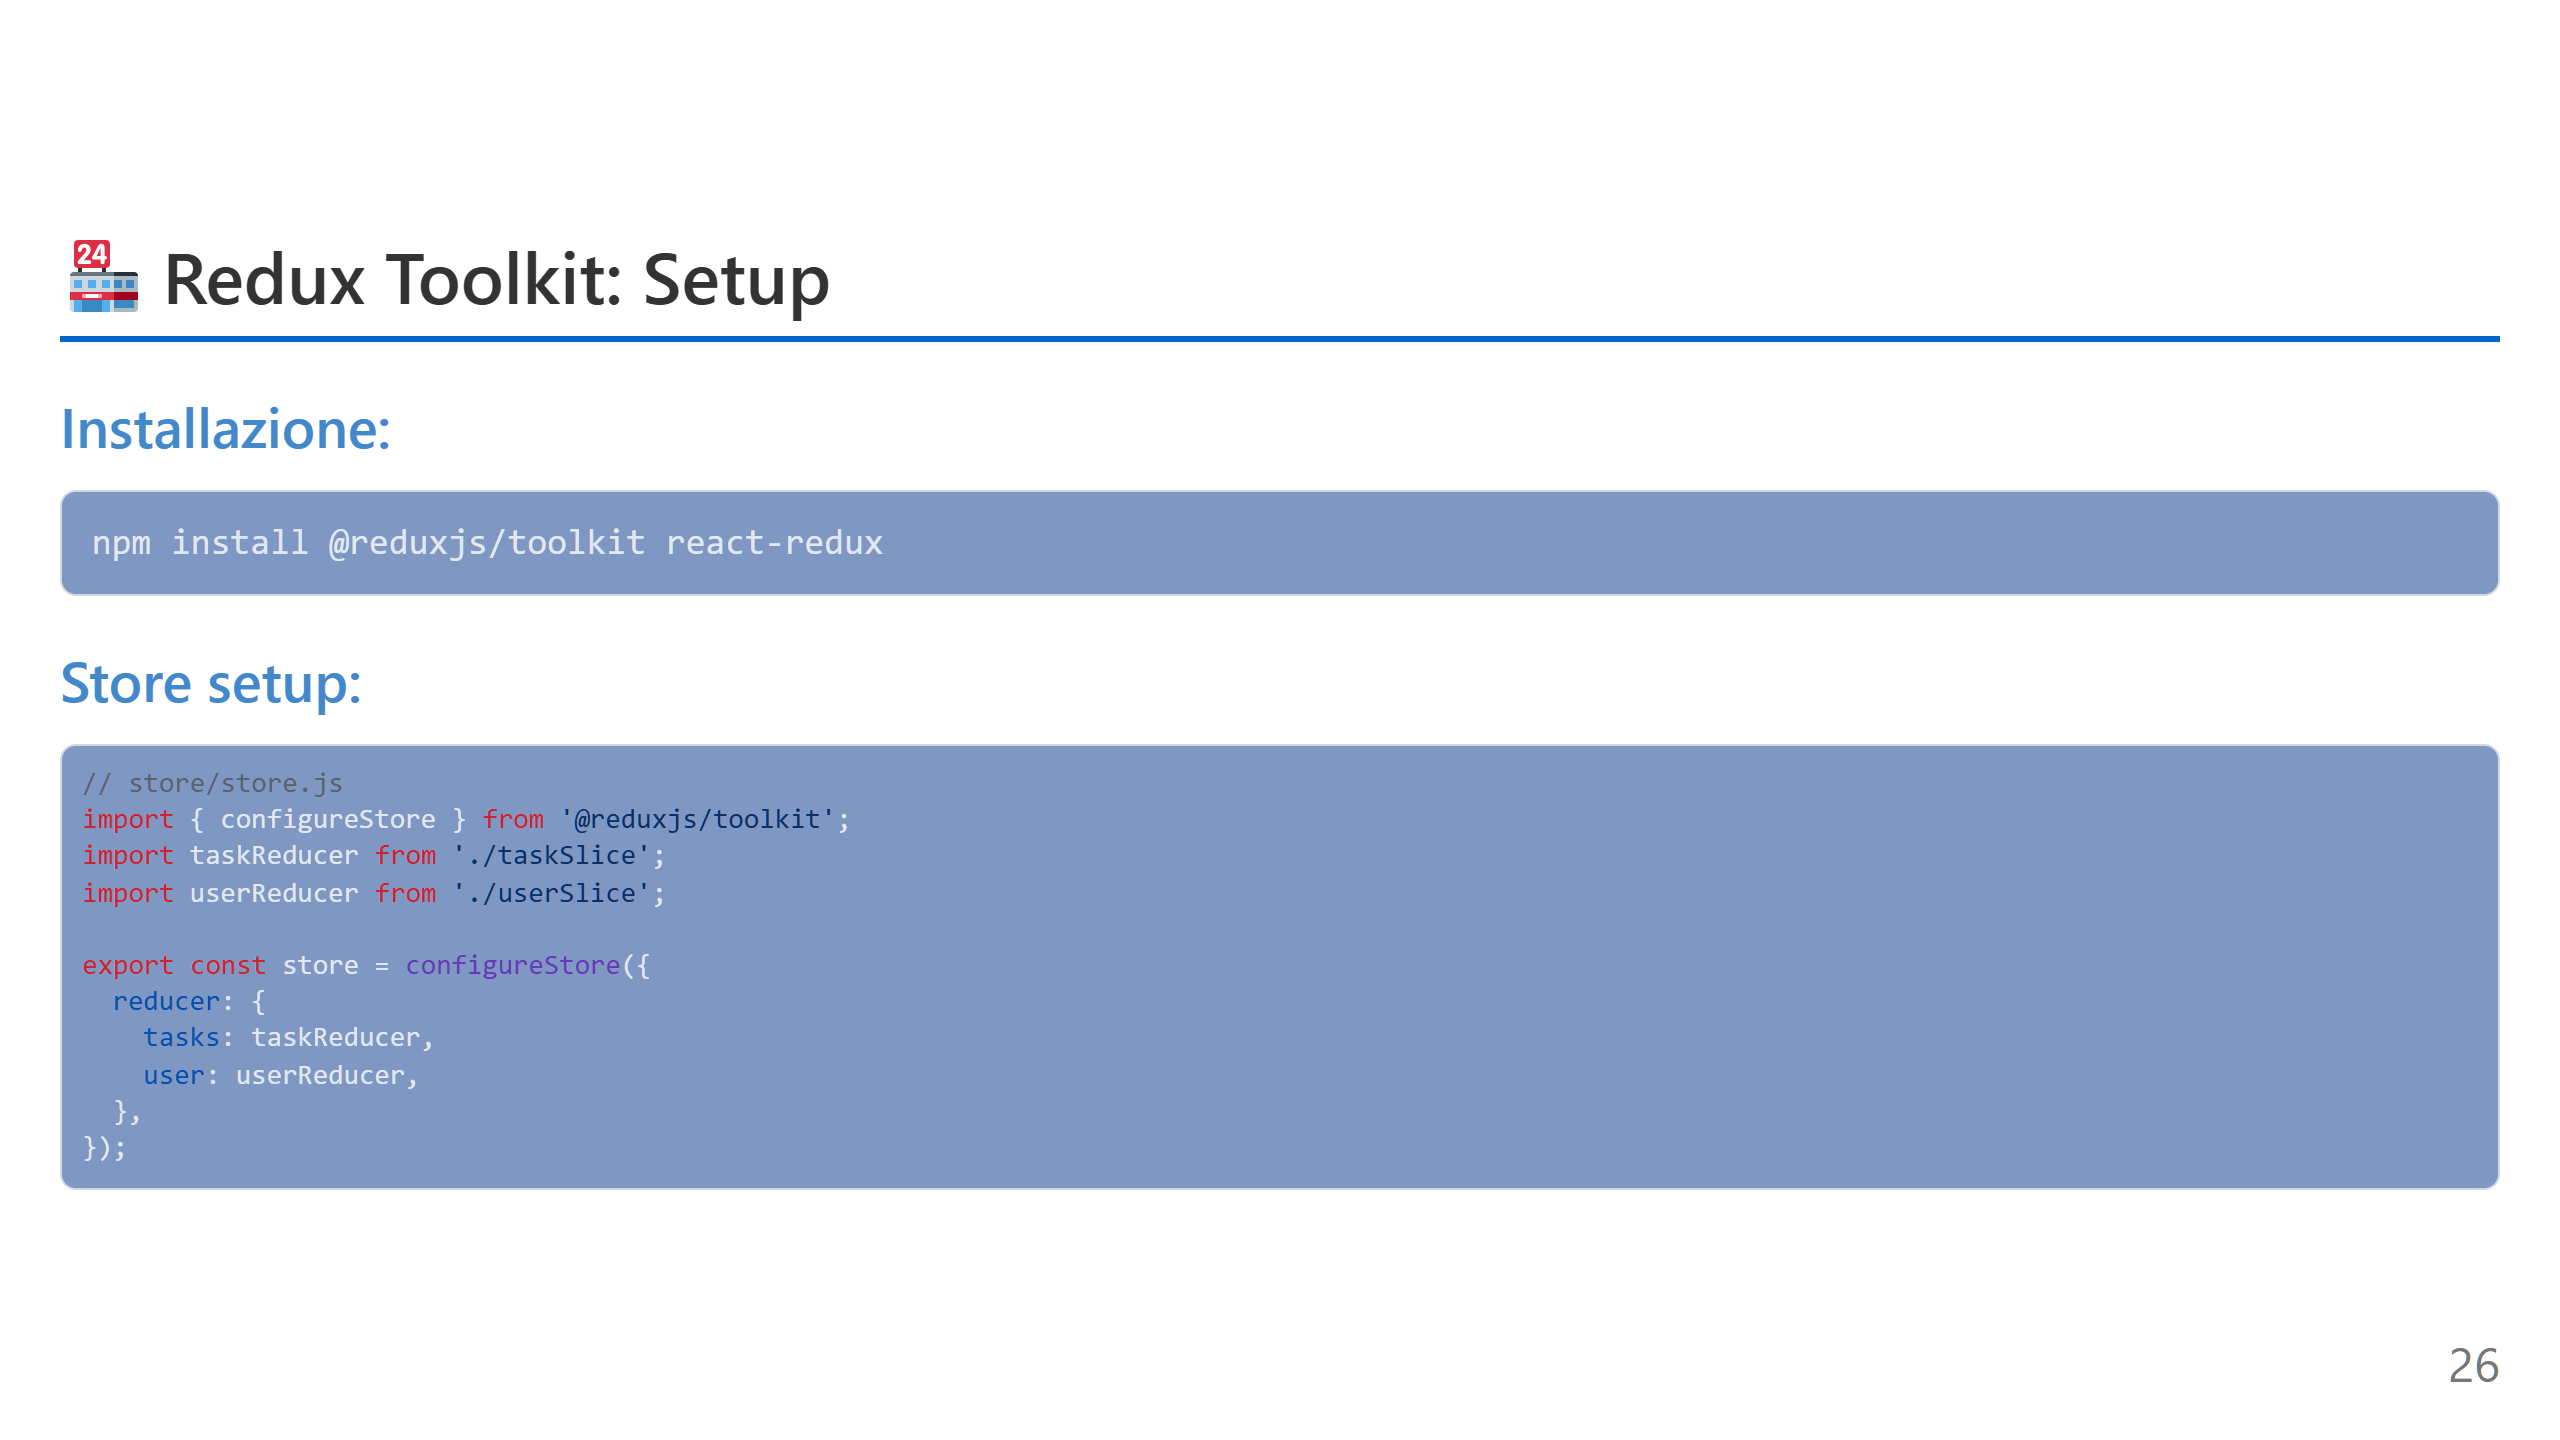 24
Redux Toolkit: Setup
Installazione:
npm install @reduxjs/toolkit react-redux
Store setup:
// store/store.js
import { configureStore } from '@reduxjs/toolkit';
import taskReducer from './taskSlice';
import userReducer from './userSlice';

export const store = configureStore({
  reducer: {
    tasks: taskReducer,
    user: userReducer,
  },
});
26